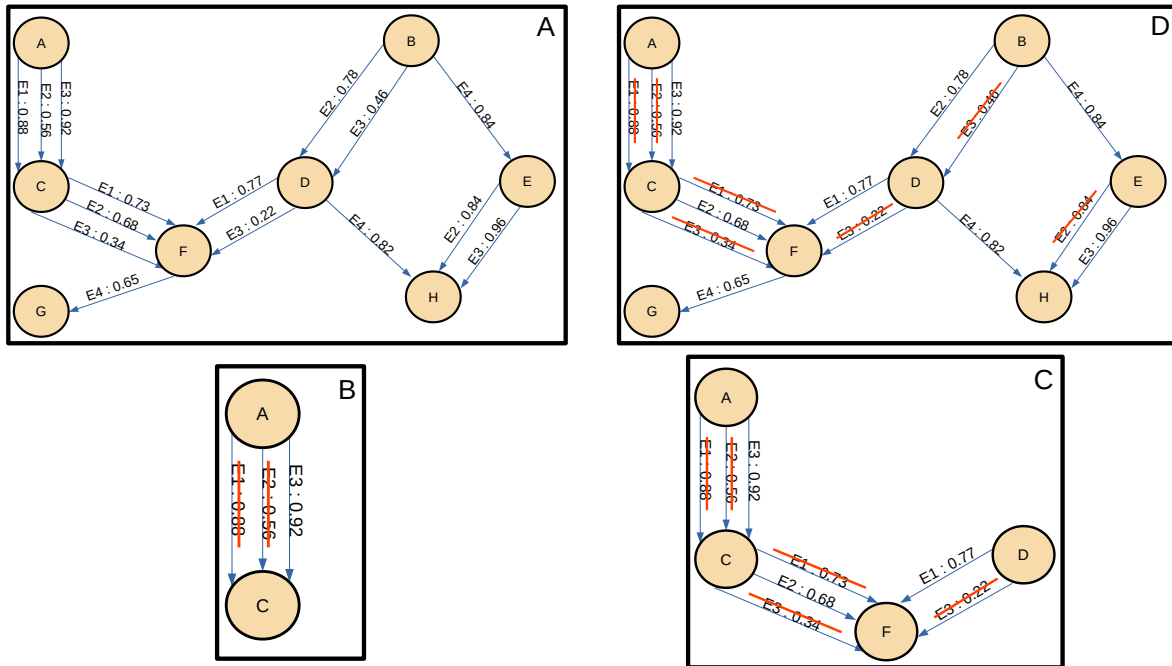 A
A
B
E1 : 0.88
E2 : 0.56
E3 : 0.92
E2 : 0.78
E3 : 0.46
E4 : 0.84
C
D
E
E1 : 0.73
E2 : 0.68
E3 : 0.34
E1 : 0.77
E3 : 0.22
E4 : 0.82
E2 : 0.84
E3 : 0.96
F
E4 : 0.65
G
H
D
A
B
E1 : 0.88
E2 : 0.56
E3 : 0.92
E2 : 0.78
E3 : 0.46
E4 : 0.84
C
D
E
E1 : 0.73
E2 : 0.68
E3 : 0.34
E1 : 0.77
E3 : 0.22
E4 : 0.82
E2 : 0.84
E3 : 0.96
F
E4 : 0.65
G
H
B
A
E1 : 0.88
E2 : 0.56
E3 : 0.92
C
C
A
E1 : 0.88
E2 : 0.56
E3 : 0.92
C
D
E1 : 0.73
E2 : 0.68
E3 : 0.34
E1 : 0.77
E3 : 0.22
F